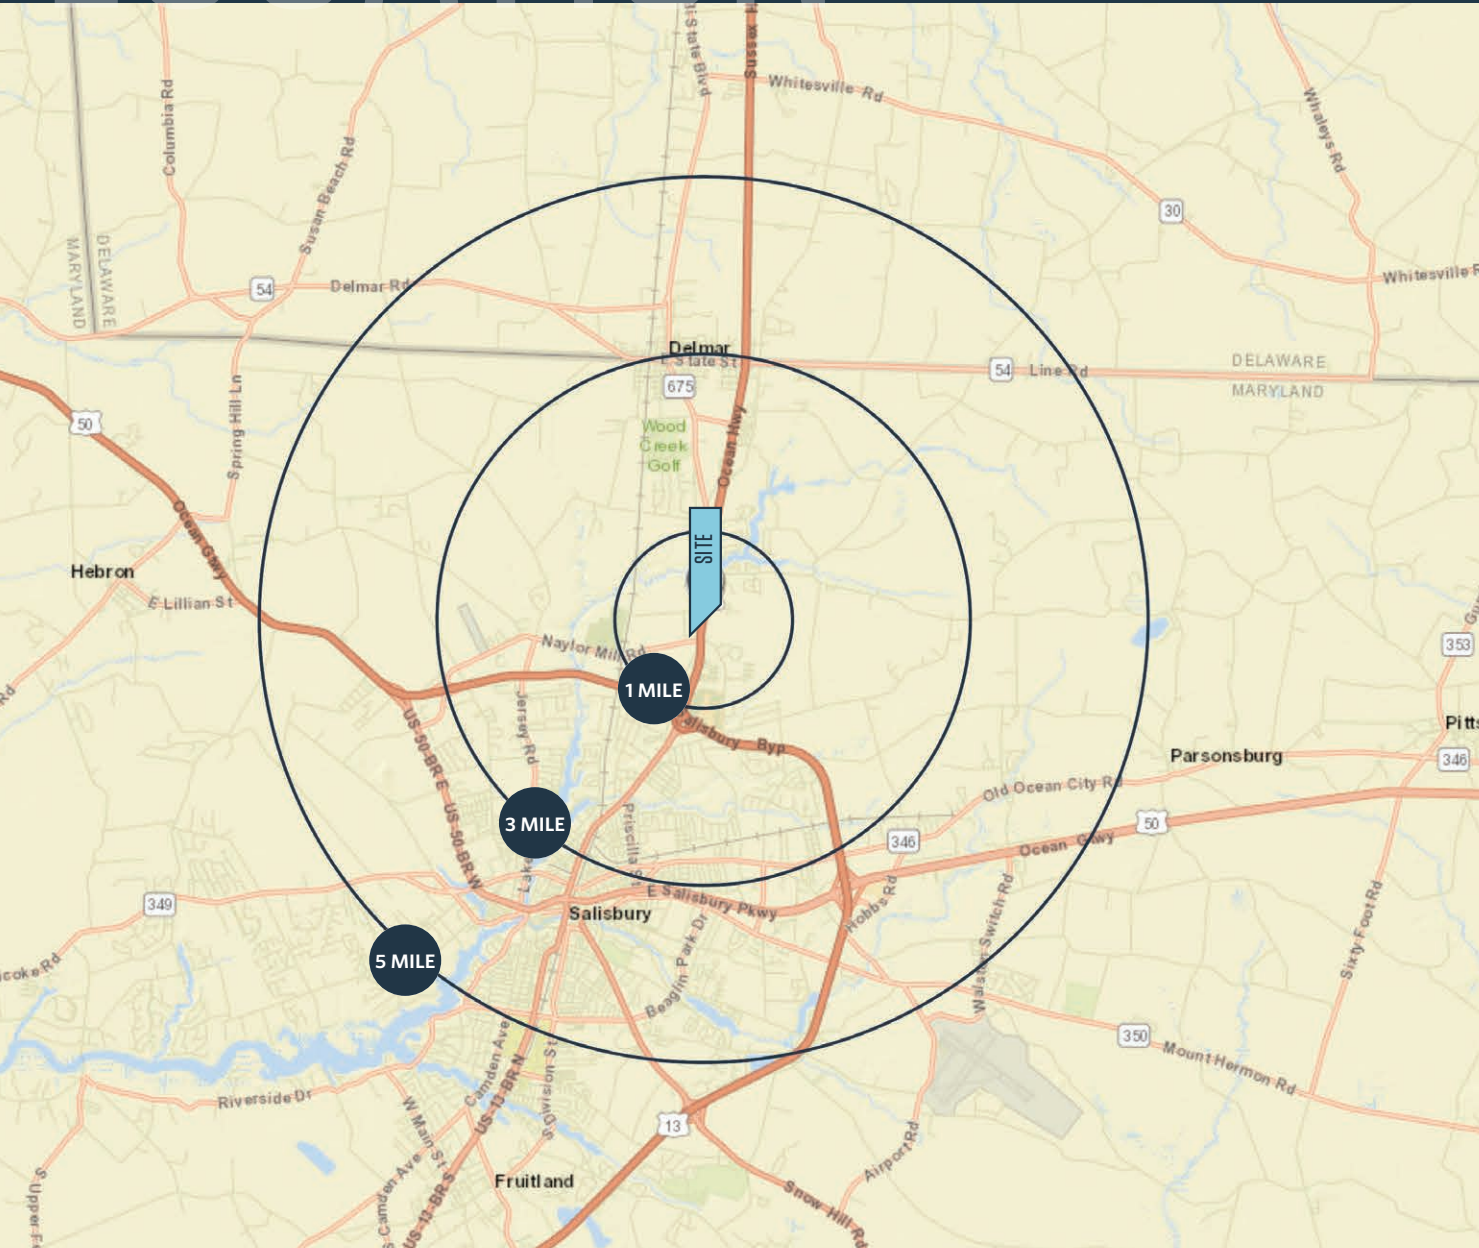 Sussex H
State Blvd
Whitesville Rd
Columbia Rd
Whaleys Rd
Susan Beach Rd
30
MARYLAND
DELAWARE
54
Delmar Rd
Whitesville R
Delmar
E State St
54
Line Rd
DELAWARE
MARYLAND
675
50
Spring Hill Ln
Wood
Creek
Golf
Ocean Hwy
Ocean Gtwy
SITE
Hebron
E Lillian St
Naylor Mill Rd
353
Rd
1 MILE
Jersey Rd
US-50-BR E
US-50-BR W
Salisbury Byp
Pitts
Parsonsburg
346
Old Ocean City Rd
3 MILE
Priscilla St
346
Ocean Gtwy
50
Lake
349
E Salisbury Pkwy
Hobbs Rd
Salisbury
Walston Switch Rd
Sixty Foot Rd
icoke Rd
5 MILE
Beaglin Park Dr
350
Mount Hermon Rd
Camden Ave
US-13-BR N
S Division St
Riverside Dr
W Main St
13
Airport Rd
Fruitland
S Camden Ave
US-13-BR S
Snow Hill Rd
S Upper F